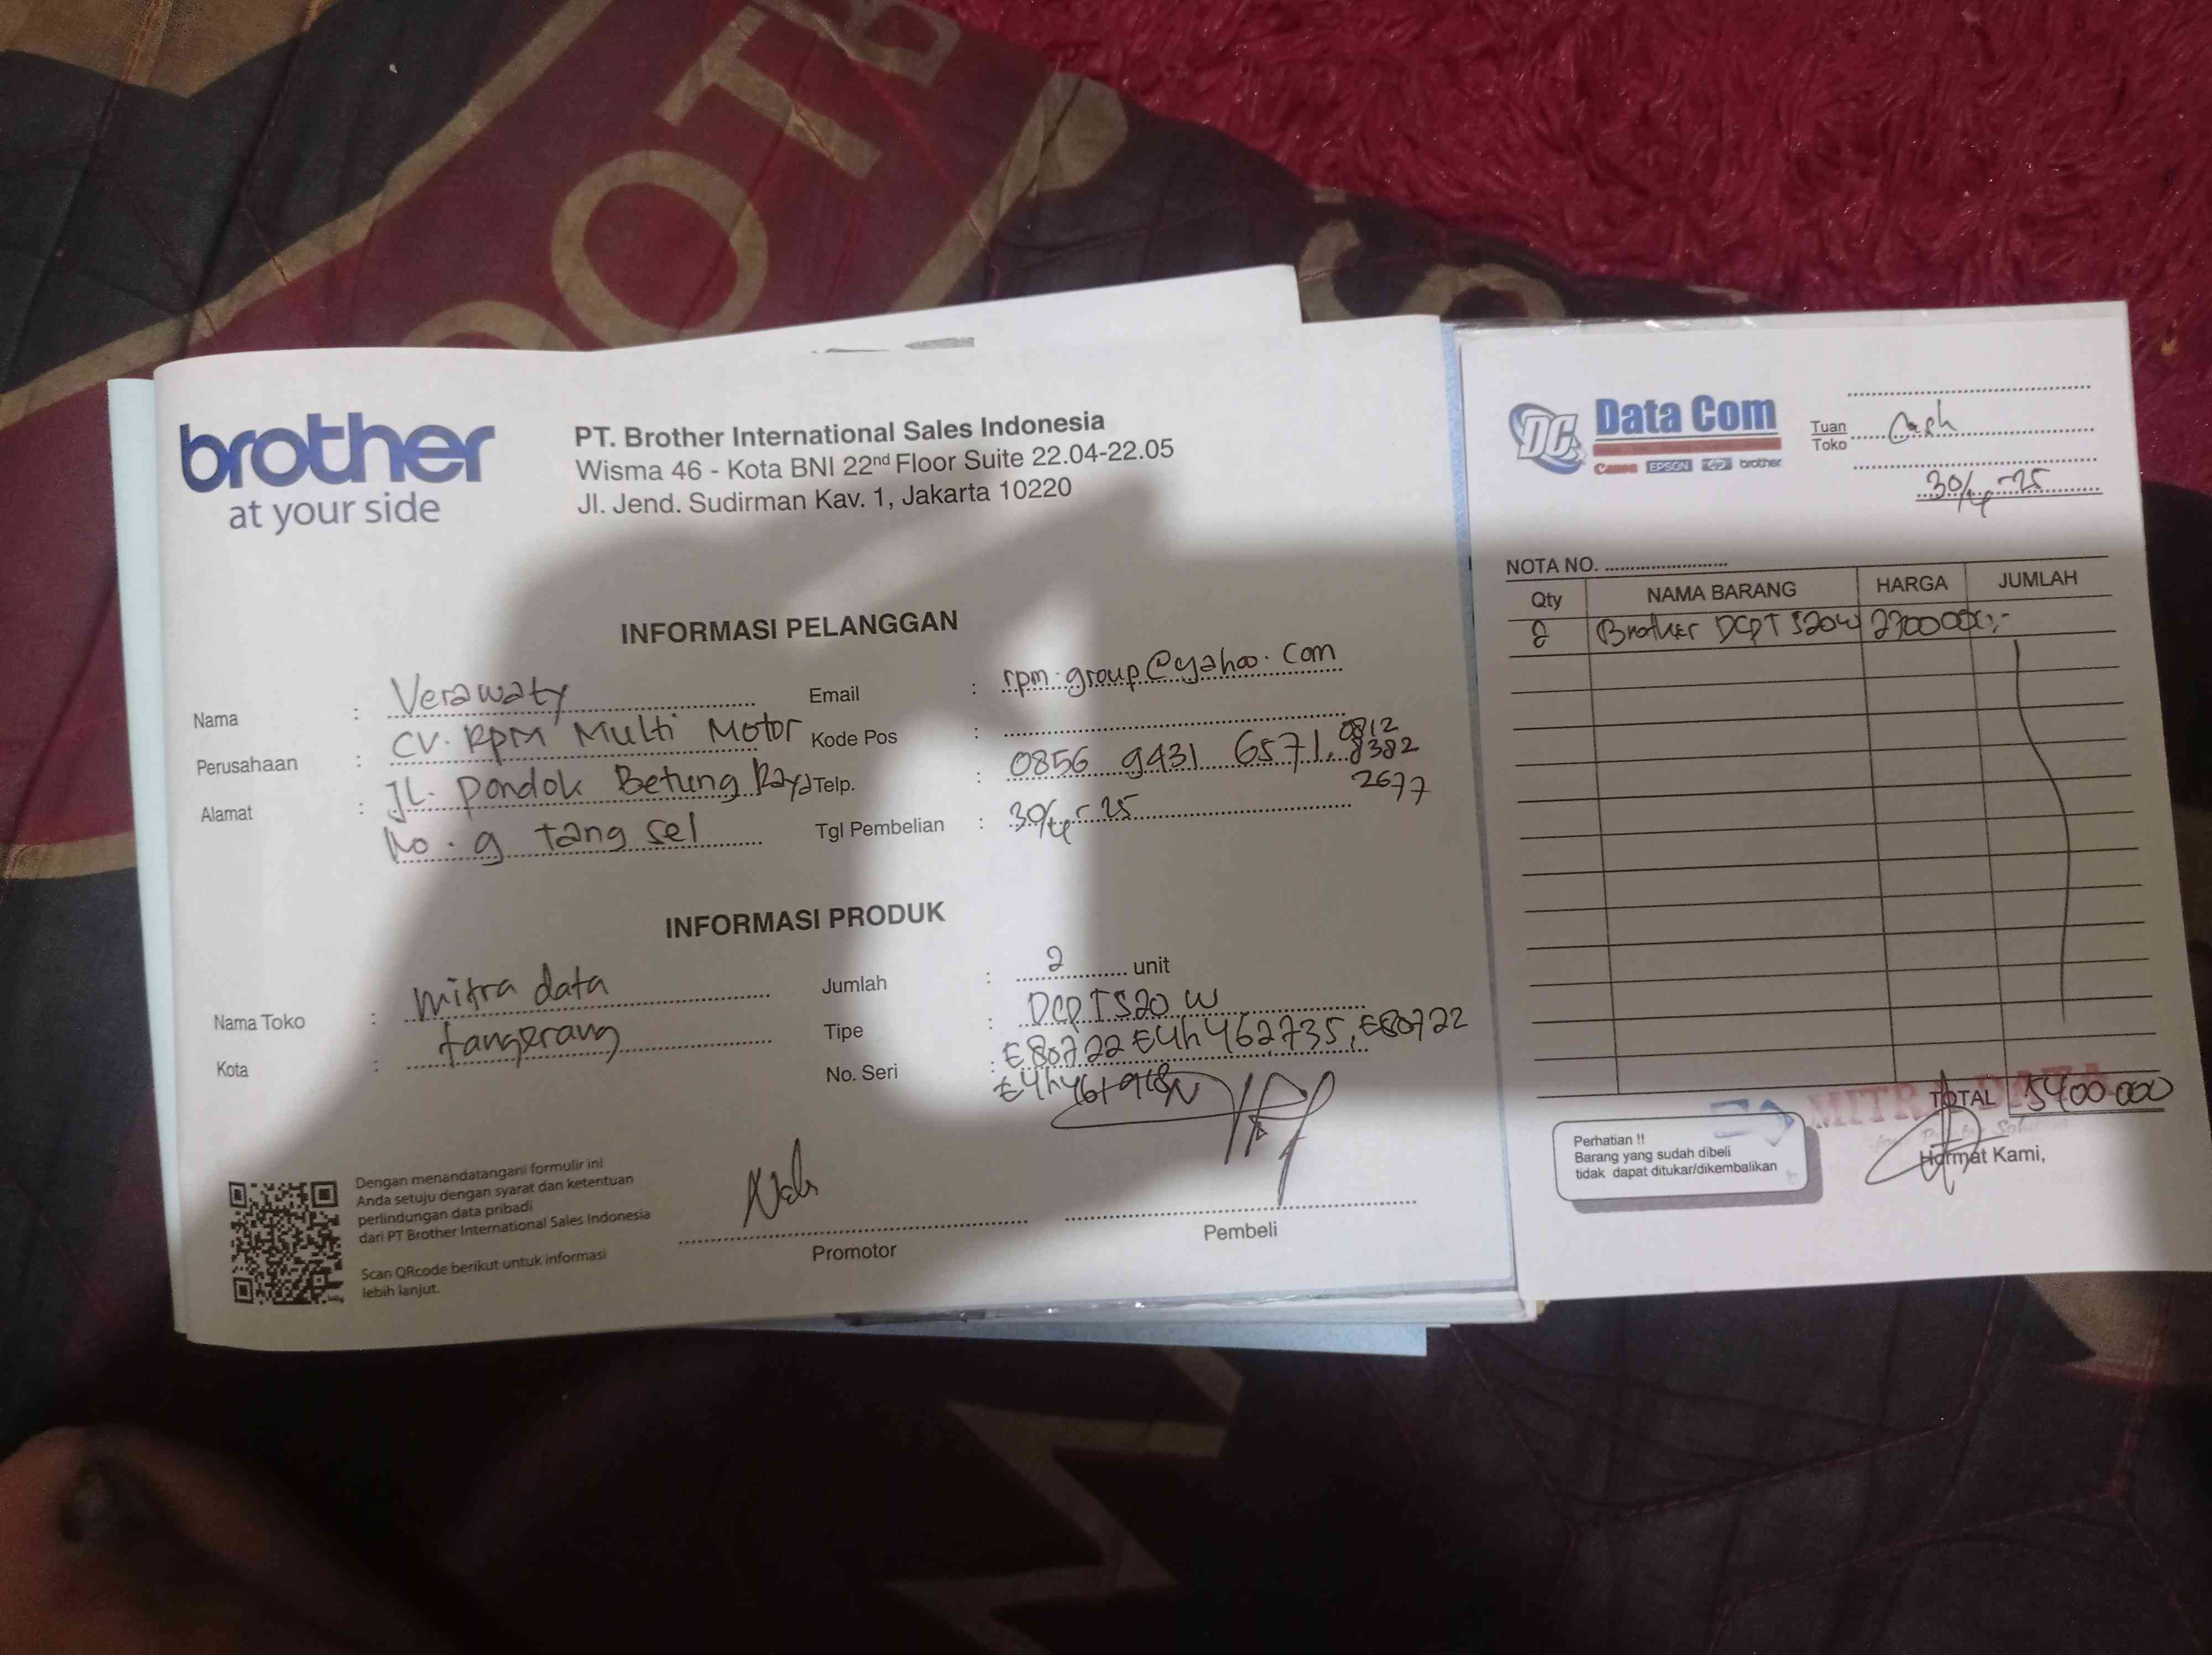 brother
at your side
PT. Brother International Sales Indonesia
Wisma 46 - Kota BNI 22nd Floor Suite 22.04-22.05
Jl. Jend. Sudirman Kav. 1, Jakarta 10220
INFORMASI PELANGGAN
Nama : Verawaty
Perusahaan : CV. RPM Multi Motor
Alamat : JL. Pondok Betung Raya
No. 9 tang sel
Email : rpm.group@yahoo.com
Kode Pos :
Telp. : 0856 9431 6571, 0812
8382
2677
Tgl Pembelian : 30/4-25
INFORMASI PRODUK
Nama Toko : mitra data
Kota : tangerang
Jumlah : 2 unit
Tipe : DCP T520 W
No. Seri : E80722E4H462735, E80722
Dengan menandatangani formulir ini
Anda setuju dengan syarat dan ketentuan
perlindungan data pribadi
dari PT Brother International Sales Indonesia
Scan QRcode berikut untuk informasi
lebih lanjut.
Promotor
Pembeli
DC Data Com
Canon EPSON hp brother
Tuan
Toko Cash
30/4-25
NOTA NO.
Qty NAMA BARANG HARGA JUMLAH
2 Brother DCP T520W 2700000,-
MITRA DATA
TOTAL 5400 000
Perhatian !!
Barang yang sudah dibeli
tidak dapat ditukar/dikembalikan
Hormat Kami,